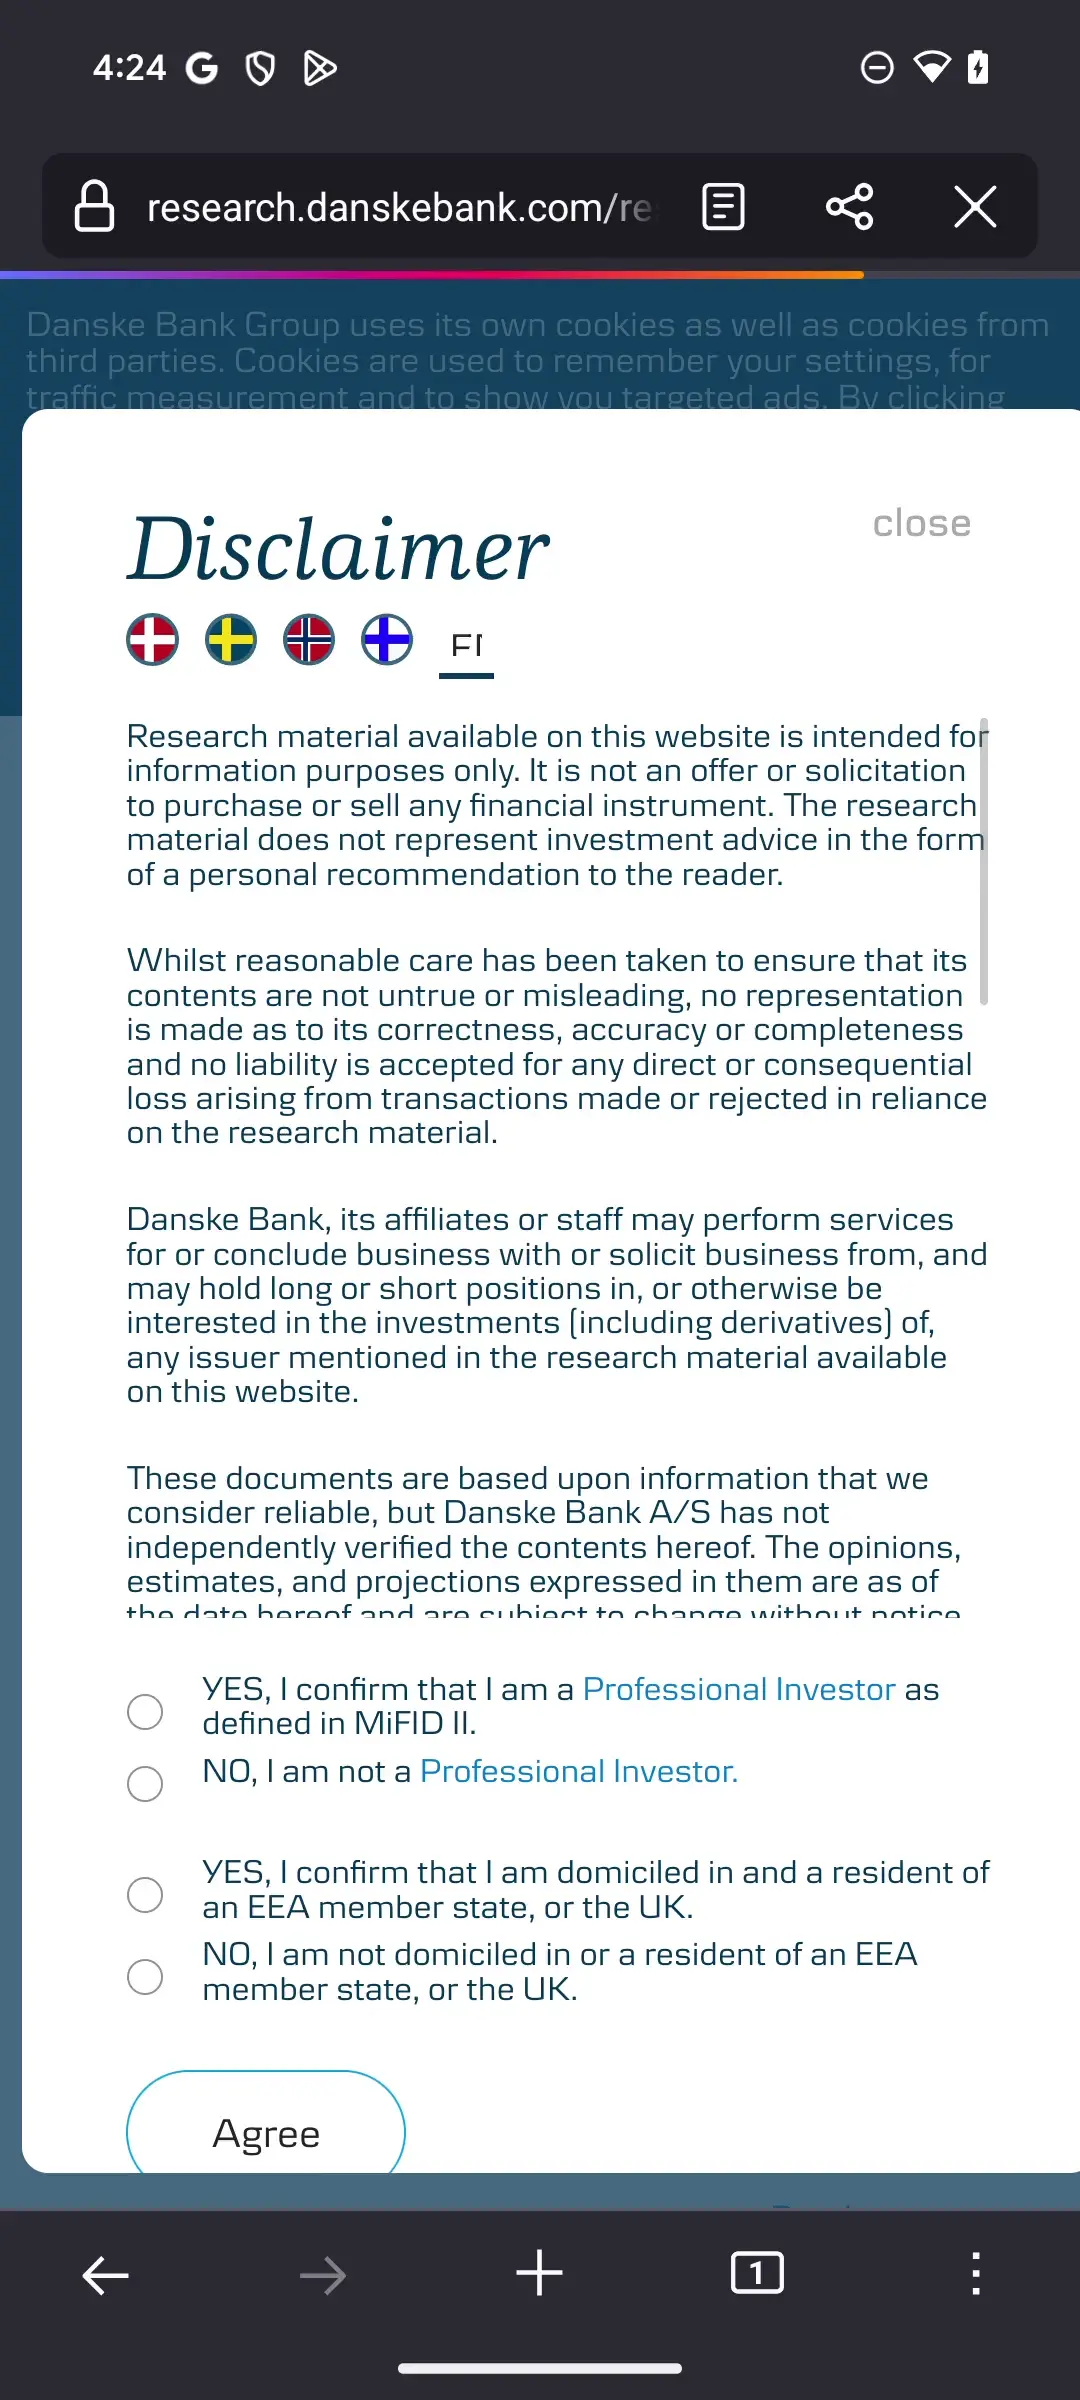 4:24
research.danskebank.com/re
Danske Bank Group uses its own cookies as well as cookies from
third parties. Cookies are used to remember your settings, for
traffic measurement and to show you targeted ads. By clicking
Disclaimer
close
Research material available on this website is intended for
information purposes only. It is not an offer or solicitation
to purchase or sell any financial instrument. The research
material does not represent investment advice in the form
of a personal recommendation to the reader.
Whilst reasonable care has been taken to ensure that its
contents are not untrue or misleading, no representation
is made as to its correctness, accuracy or completeness
and no liability is accepted for any direct or consequential
loss arising from transactions made or rejected in reliance
on the research material.
Danske Bank, its affiliates or staff may perform services
for or conclude business with or solicit business from, and
may hold long or short positions in, or otherwise be
interested in the investments (including derivatives) of,
any issuer mentioned in the research material available
on this website.
These documents are based upon information that we
consider reliable, but Danske Bank A/S has not
independently verified the contents hereof. The opinions,
estimates, and projections expressed in them are as of
the date hereof and are subject to change without notice
YES, I confirm that I am a Professional Investor as
defined in MiFID II.
NO, I am not a Professional Investor.
YES, I confirm that I am domiciled in and a resident of
an EEA member state, or the UK.
NO, I am not domiciled in or a resident of an EEA
member state, or the UK.
Agree
1